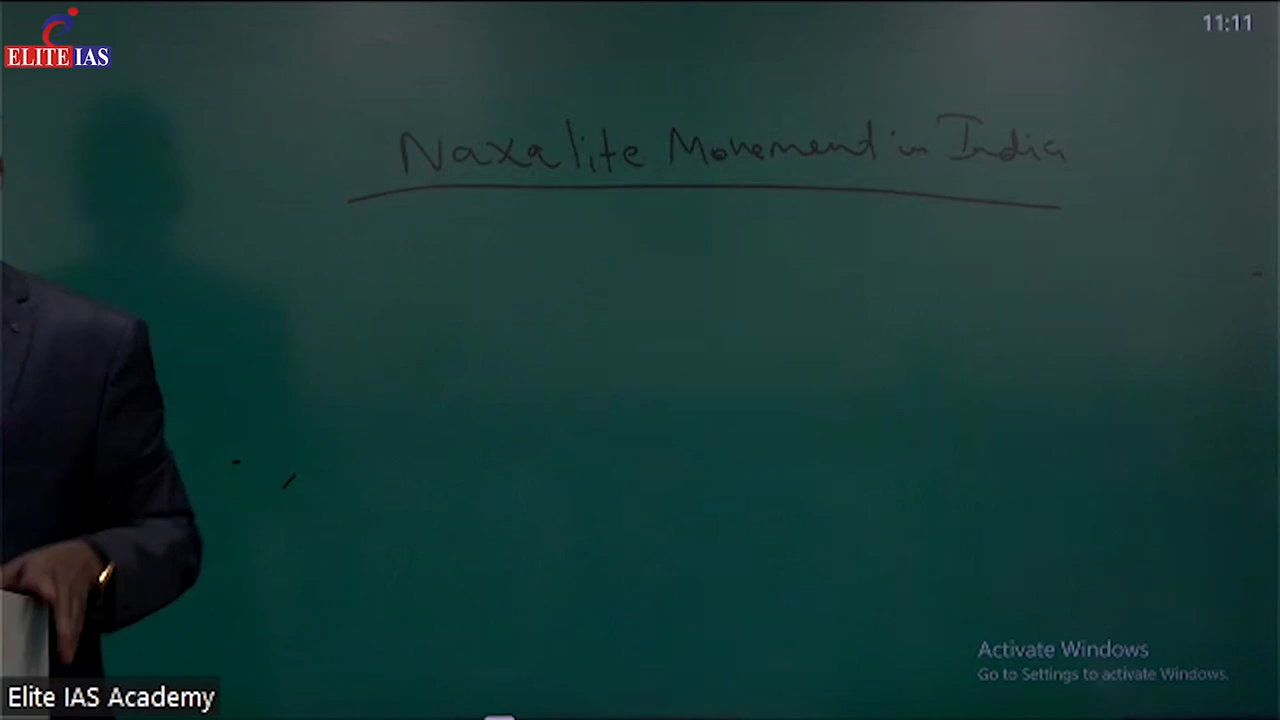 11:11
ELITE IAS
Naxalite Movement in India
Activate Windows
Go to Settings to activate Windows.
Elite IAS Academy